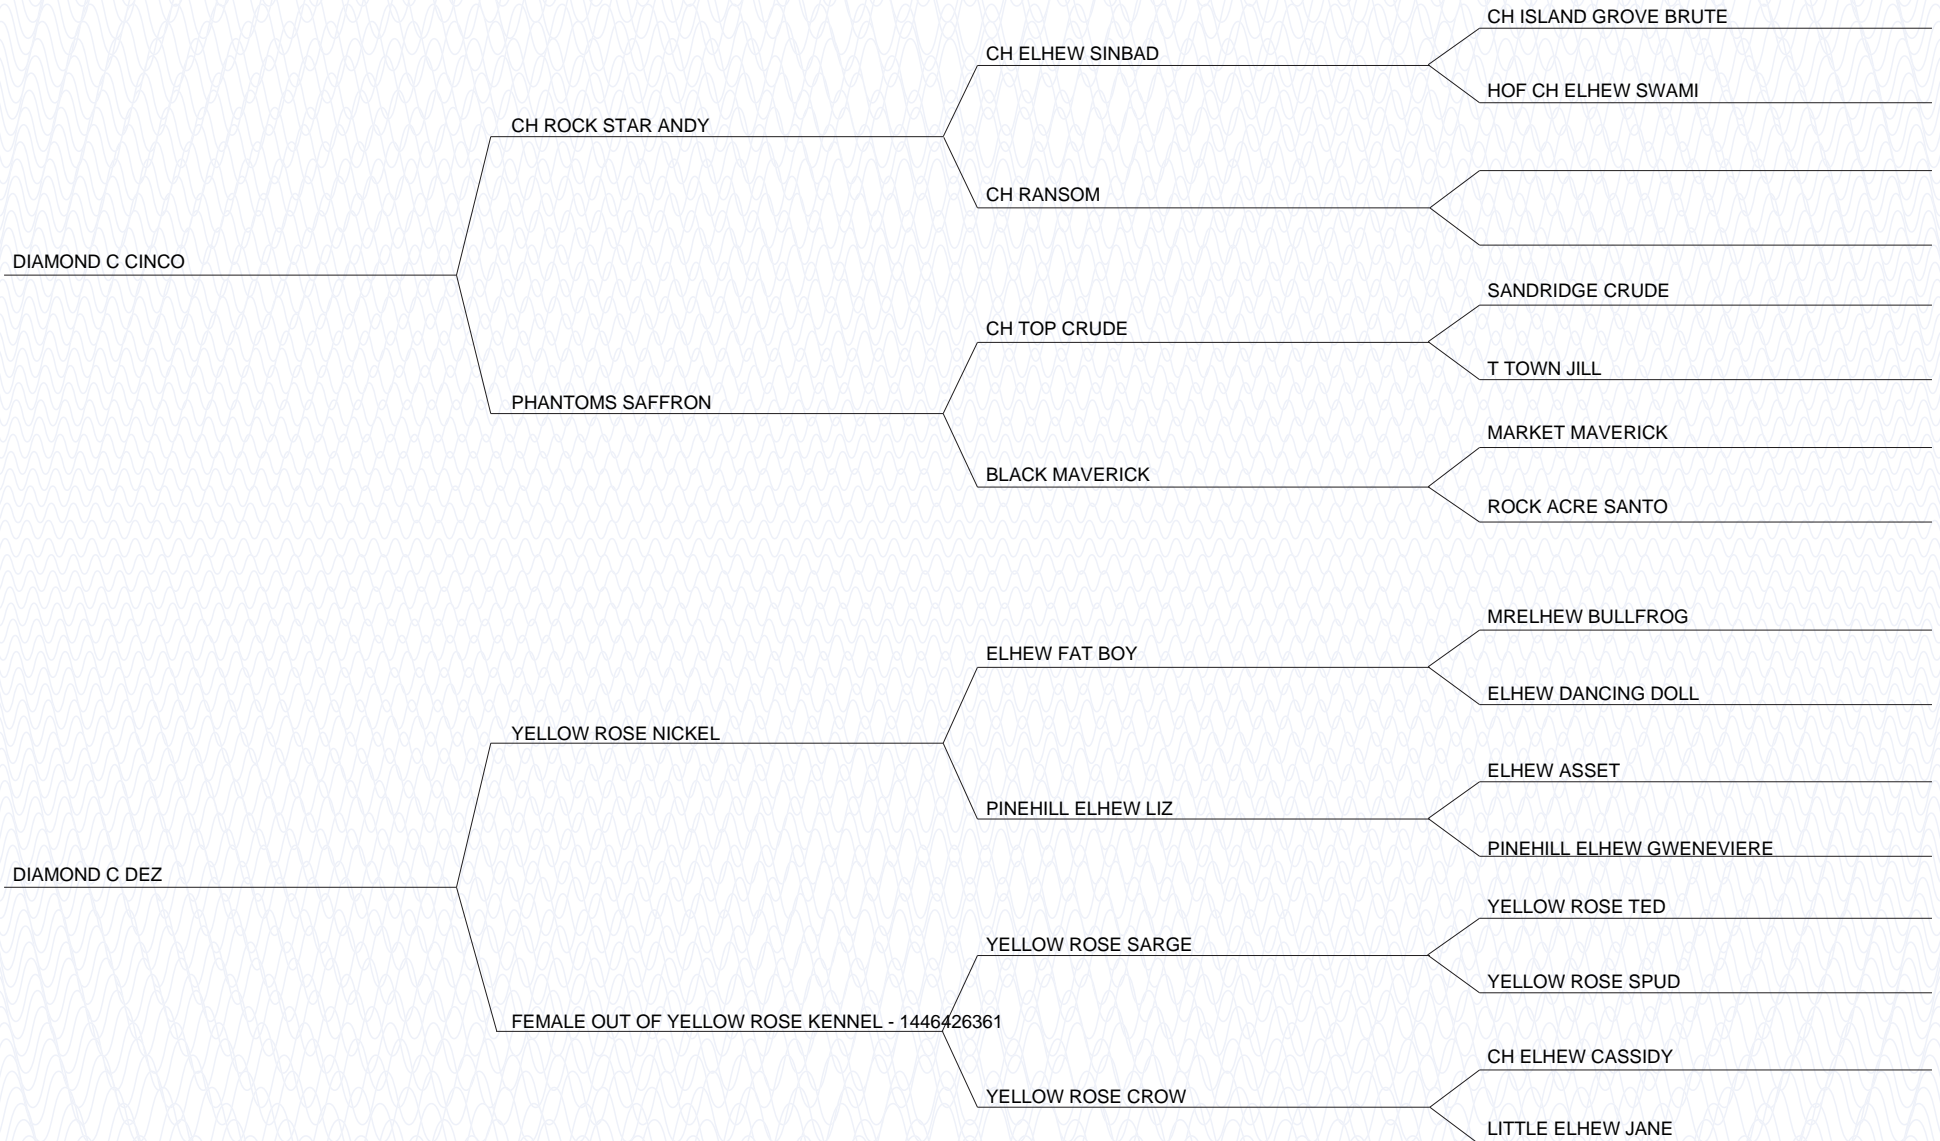 CH ISLAND GROVE BRUTE
CH ELHEW SINBAD
HOF CH ELHEW SWAMI
CH ROCK STAR ANDY
CH RANSOM
DIAMOND C CINCO
SANDRIDGE CRUDE
CH TOP CRUDE
T TOWN JILL
PHANTOMS SAFFRON
MARKET MAVERICK
BLACK MAVERICK
ROCK ACRE SANTO
MRELHEW BULLFROG
ELHEW FAT BOY
ELHEW DANCING DOLL
YELLOW ROSE NICKEL
ELHEW ASSET
PINEHILL ELHEW LIZ
PINEHILL ELHEW GWENEVIERE
DIAMOND C DEZ
YELLOW ROSE TED
YELLOW ROSE SARGE
YELLOW ROSE SPUD
FEMALE OUT OF YELLOW ROSE KENNEL - 1446426361
CH ELHEW CASSIDY
YELLOW ROSE CROW
LITTLE ELHEW JANE